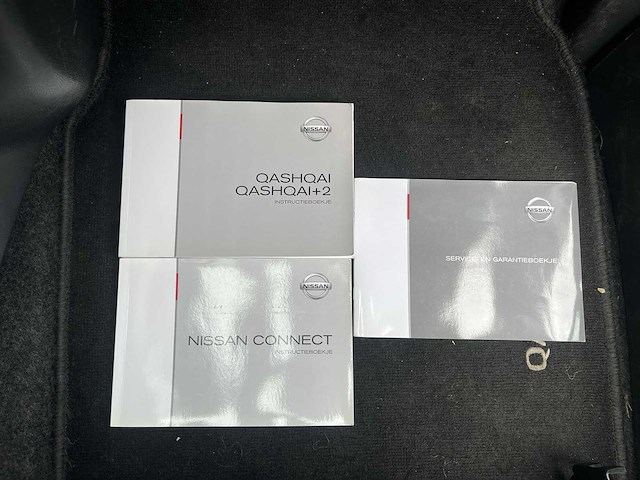 NISSAN
QASHQAI
QASHQAI+2
INSTRUCTIEBOEKJE
NISSAN
SERVICE- EN GARANTIEBOEKJE
NISSAN
NISSAN CONNECT
INSTRUCTIEBOEKJE